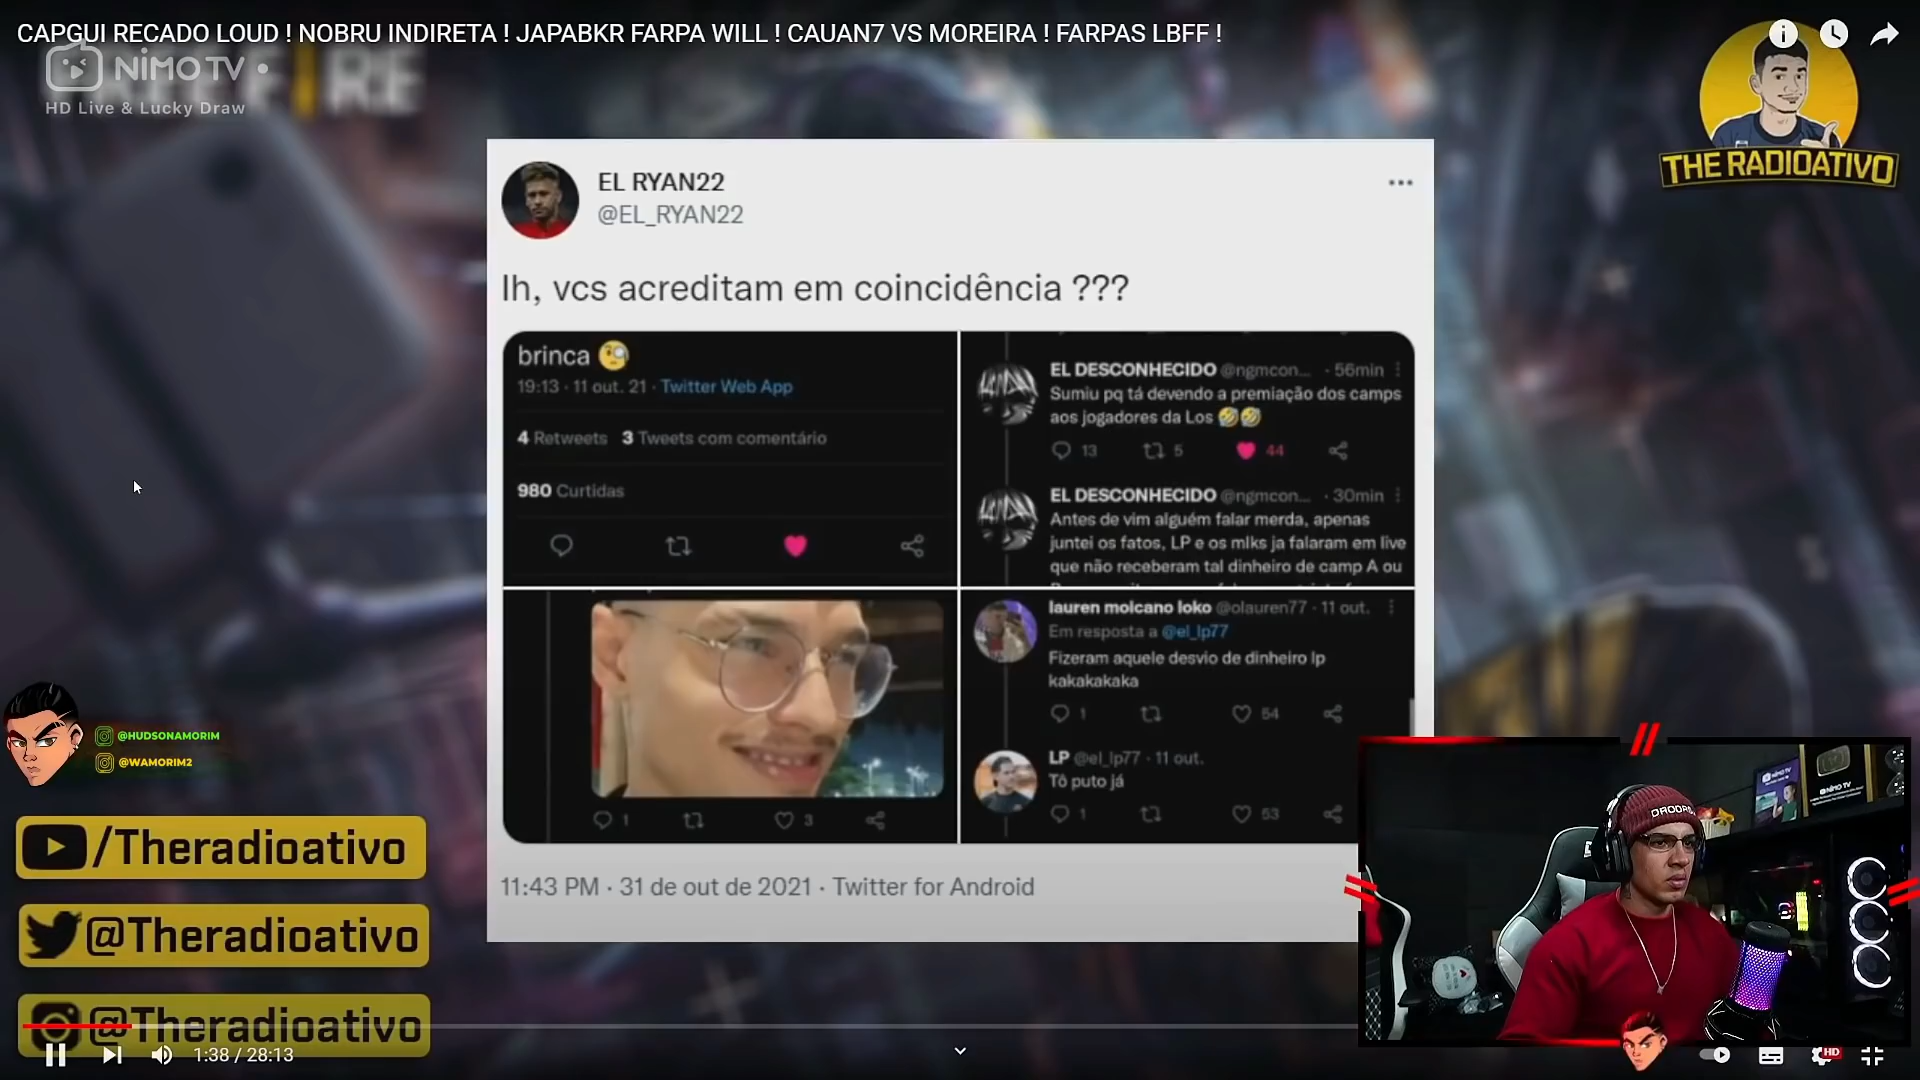 CAPGUI RECADO LOUD ! NOBRU INDIRETA ! JAPABKR FARPA WILL ! CAUAN7 VS MOREIRA ! FARPAS LBFF !
NIMO TV
HD Live & Lucky Draw
THE RADIOATIVO
EL RYAN22
@EL_RYAN22
Ih, vcs acreditam em coincidência ???
brinca 🧐
19:13 · 11 out. 21 · Twitter Web App
4 Retweets 3 Tweets com comentário
980 Curtidas
EL DESCONHECIDO @ngmcon... · 56min
Sumiu pq tá devendo a premiação dos camps
aos jogadores da Los 🤣🤣
13 5 44
EL DESCONHECIDO @ngmcon... · 30min
Antes de vim alguém falar merda, apenas
juntei os fatos, LP e os mlks ja falaram em live
que não receberam tal dinheiro de camp A ou
1 3
lauren molcano loko @olauren77 · 11 out.
Em resposta a @el_lp77
Fizeram aquele desvio de dinheiro lp
kakakakaka
1 54
LP @el_lp77 · 11 out.
Tô puto já
1 53
11:43 PM · 31 de out de 2021 · Twitter for Android
@HUDSONAMORIM
@WAMORIM2
/Theradioativo
@Theradioativo
@Theradioativo
1:38 / 28:13
HD
NIMO TV